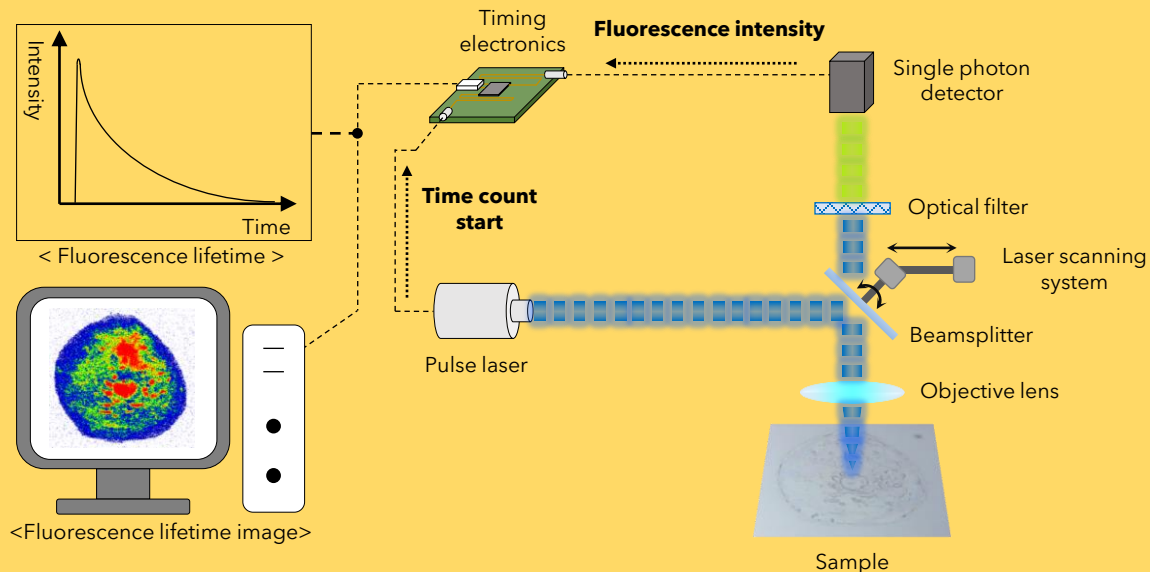 Timing
electronics
Fluorescence intensity
Single photon
detector
Intensity
Time
< Fluorescence lifetime >
Time count
start
Optical filter
Laser scanning
system
Beamsplitter
Pulse laser
Objective lens
<Fluorescence lifetime image>
Sample